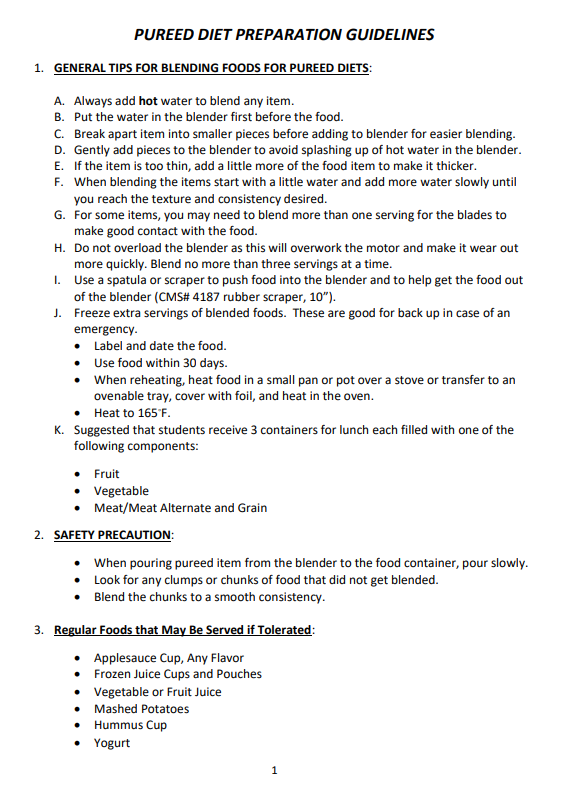 PUREED DIET PREPARATION GUIDELINES
1. GENERAL TIPS FOR BLENDING FOODS FOR PUREED DIETS:
A. Always add hot water to blend any item.
B. Put the water in the blender first before the food.
C. Break apart item into smaller pieces before adding to blender for easier blending.
D. Gently add pieces to the blender to avoid splashing up of hot water in the blender.
E. If the item is too thin, add a little more of the food item to make it thicker.
F. When blending the items start with a little water and add more water slowly until
you reach the texture and consistency desired.
G. For some items, you may need to blend more than one serving for the blades to
make good contact with the food.
H. Do not overload the blender as this will overwork the motor and make it wear out
more quickly. Blend no more than three servings at a time.
I. Use a spatula or scraper to push food into the blender and to help get the food out
of the blender (CMS# 4187 rubber scraper, 10”).
J. Freeze extra servings of blended foods. These are good for back up in case of an
emergency.
• Label and date the food.
• Use food within 30 days.
• When reheating, heat food in a small pan or pot over a stove or transfer to an
ovenable tray, cover with foil, and heat in the oven.
• Heat to 165°F.
K. Suggested that students receive 3 containers for lunch each filled with one of the
following components:
• Fruit
• Vegetable
• Meat/Meat Alternate and Grain
2. SAFETY PRECAUTION:
• When pouring pureed item from the blender to the food container, pour slowly.
• Look for any clumps or chunks of food that did not get blended.
• Blend the chunks to a smooth consistency.
3. Regular Foods that May Be Served if Tolerated:
• Applesauce Cup, Any Flavor
• Frozen Juice Cups and Pouches
• Vegetable or Fruit Juice
• Mashed Potatoes
• Hummus Cup
• Yogurt
1